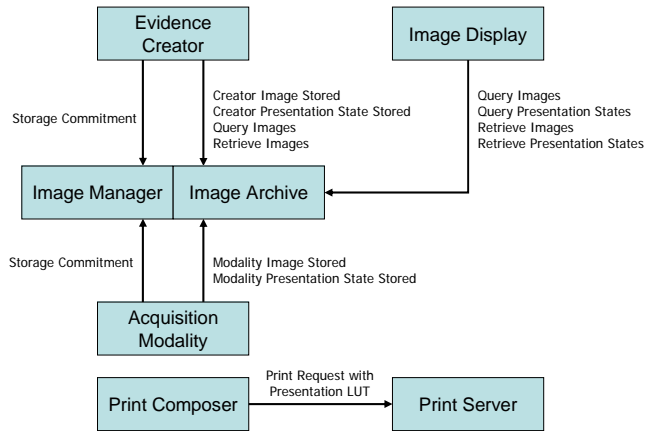 Evidence
Creator
Image Display
Storage Commitment
Creator Image Stored
Creator Presentation State Stored
Query Images
Retrieve Images
Query Images
Query Presentation States
Retrieve Images
Retrieve Presentation States
Image Manager
Image Archive
Storage Commitment
Modality Image Stored
Modality Presentation State Stored
Acquisition
Modality
Print Composer
Print Request with
Presentation LUT
Print Server